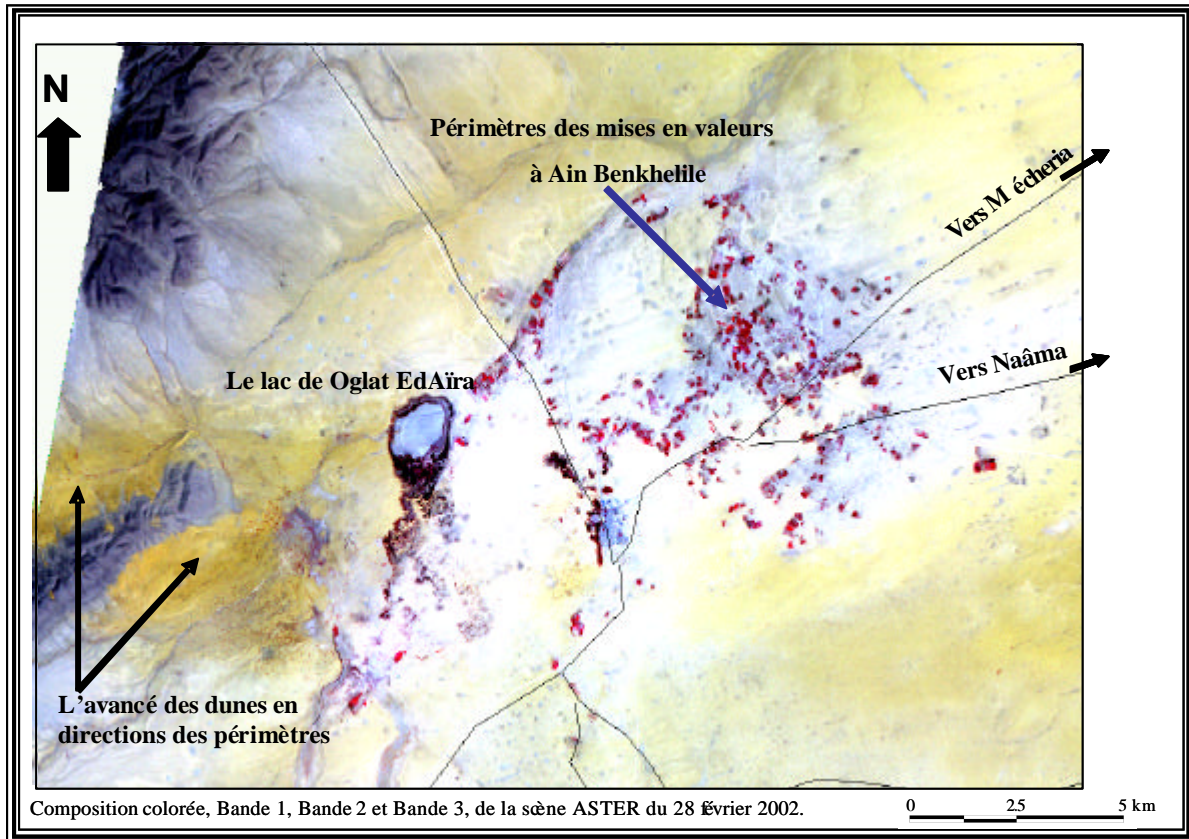 N
Périmètres des mises en valeurs
à Ain Benkhelile
Vers M écheria
Vers Naâma
Le lac de Oglat EdAïra
L'avancé des dunes en
directions des périmètres
Composition colorée, Bande 1, Bande 2 et Bande 3, de la scène ASTER du 28 février 2002.
0 2.5 5 km